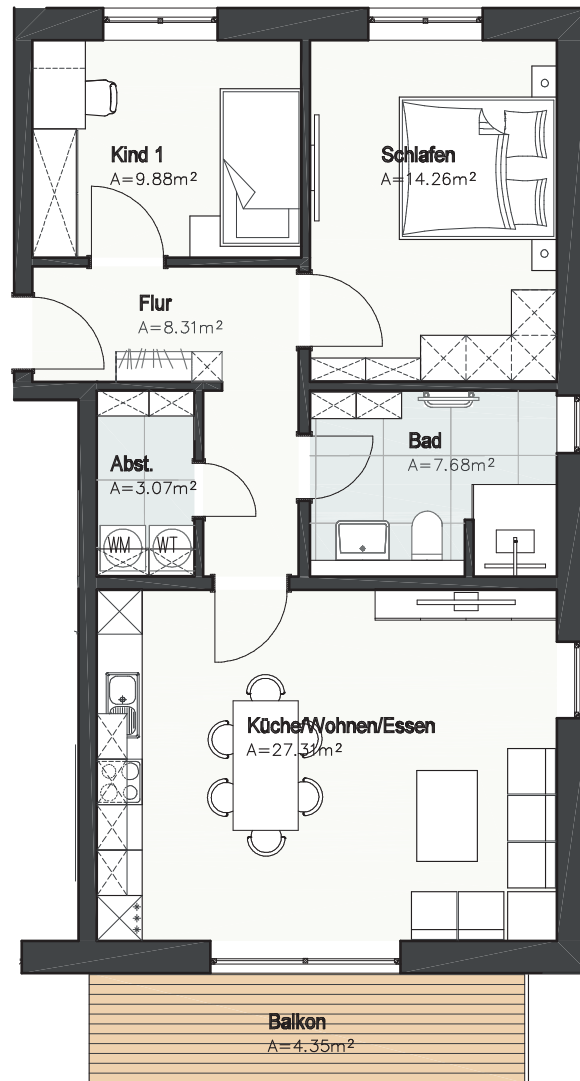 Kind 1
A=9.88m²
Schlafen
A=14.26m²
Flur
A=8.31m²
Bad
A=7.68m²
Abst.
A=3.07m²
WM
WT
Küche/Wohnen/Essen
A=27.31m²
Balkon
A=4.35m²